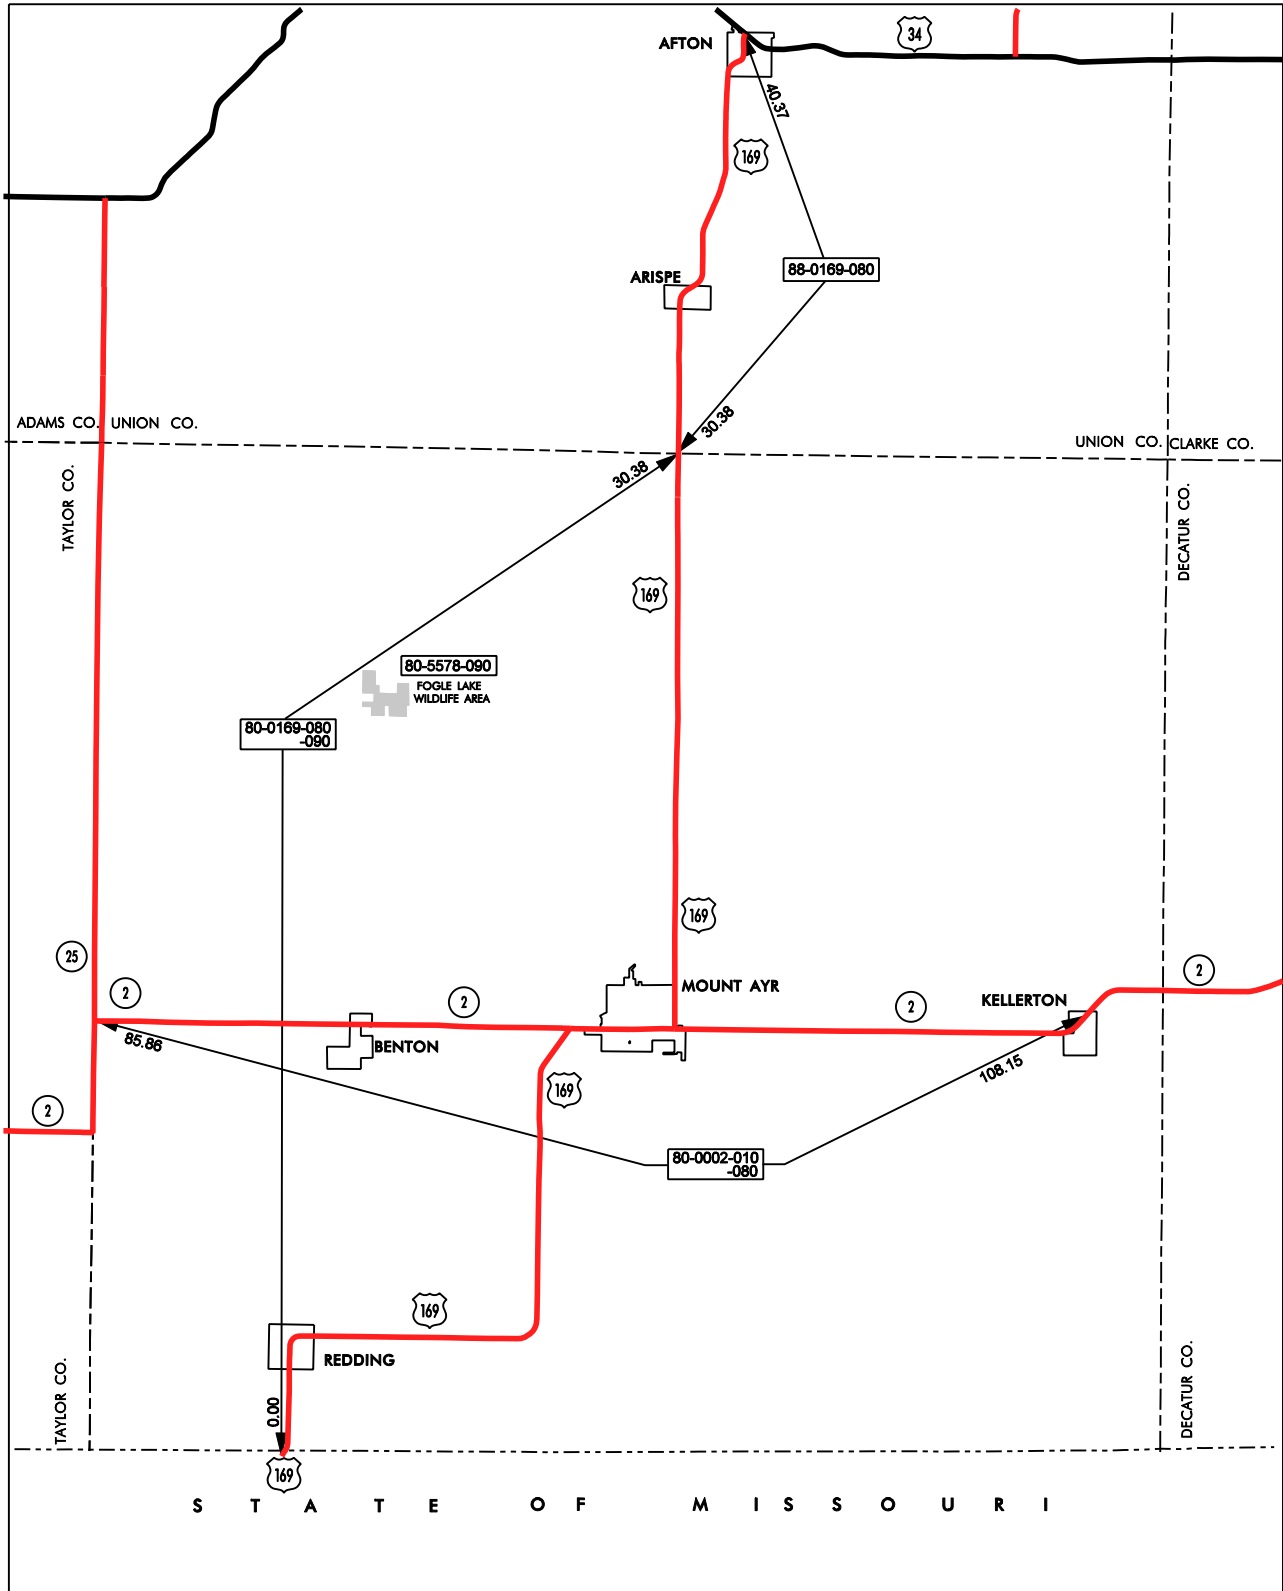 AFTON
34
40.37
169
ARISPE
88-0169-080
30.38
ADAMS CO. UNION CO.
UNION CO. CLARKE CO.
30.38
TAYLOR CO.
DECATUR CO.
169
80-5578-090
FOGLE LAKE
WILDLIFE AREA
80-0169-080
-090
169
25
2
2
MOUNT AYR
2
KELLERTON
2
85.86
BENTON
108.15
169
2
80-0002-010
-080
169
REDDING
TAYLOR CO.
DECATUR CO.
0.00
169
STATE OF MISSOURI